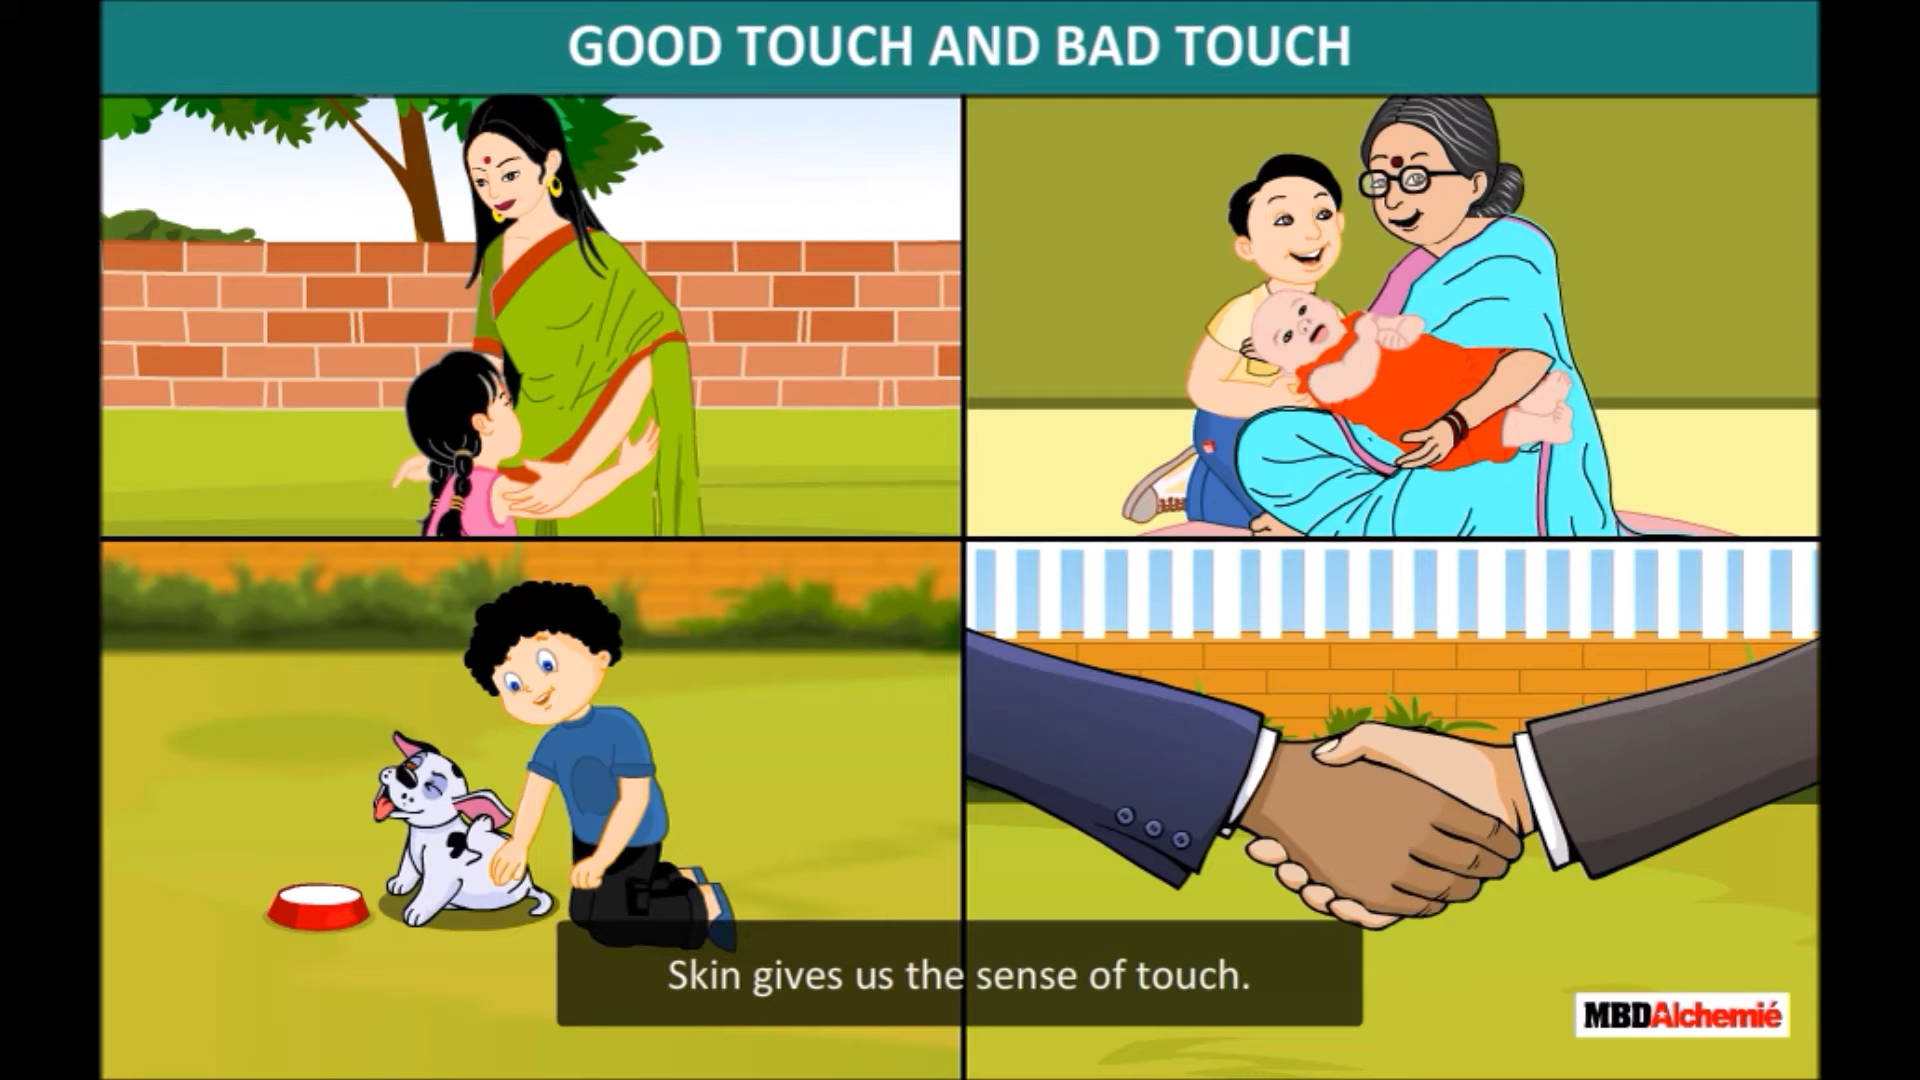 GOOD TOUCH AND BAD TOUCH
Skin gives us the sense of touch.
MBDAlchemié